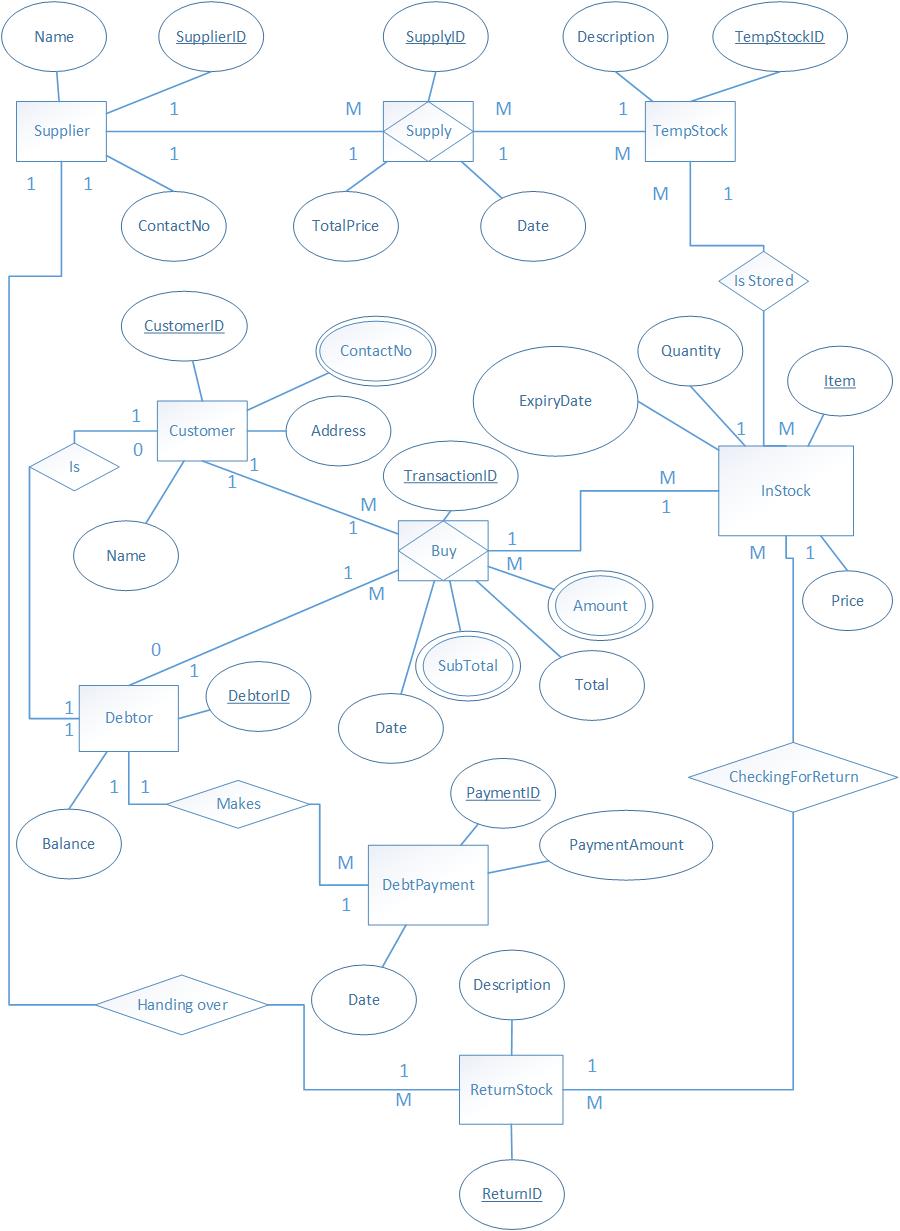 Name
SupplierID
SupplyID
Description
TempStockID
1
M
M
1
Supplier
Supply
TempStock
1
1
1
M
1
1
M
1
ContactNo
TotalPrice
Date
Is Stored
CustomerID
ContactNo
Quantity
Item
ExpiryDate
1
0
Customer
Address
1
M
Is
1
1
TransactionID
M
1
M
1
InStock
Name
1
M
Buy
1
M
M
1
1
M
Amount
Price
0
1
SubTotal
Total
DebtorID
1
1
Debtor
Date
1
1
Makes
CheckingForReturn
PaymentID
Balance
PaymentAmount
M
1
DebtPayment
Date
Description
Handing over
1
M
1
M
ReturnStock
ReturnID